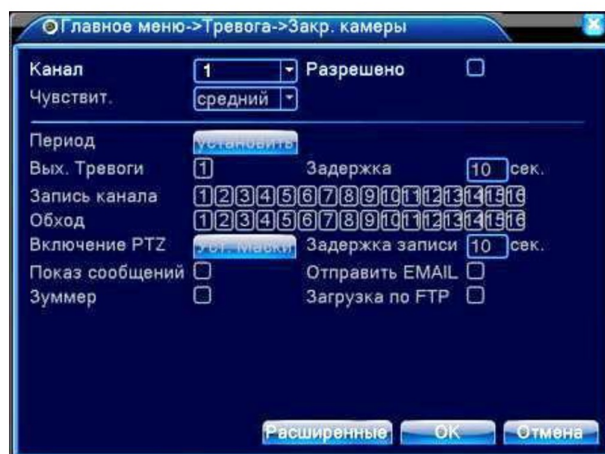 Главное меню->Тревога->Закр. камеры
Канал 1 Разрешено
Чувствит. средний
Период установить
Вых. Тревоги 1 Задержка 10 сек.
Запись канала 1 2 3 4 5 6 7 8 9 10 11 12 13 14 15 16
Обход 1 2 3 4 5 6 7 8 9 10 11 12 13 14 15 16
Включение PTZ Уст. Маски Задержка записи 10 сек.
Показ сообщений Отправить EMAIL
Зуммер Загрузка по FTP
Расширенные OK Отмена